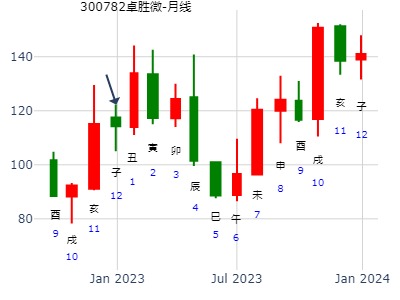 300782卓胜微-月线
140
120
100
80
酉
9
戌
10
亥
11
子
12
丑
1
寅
2
卯
3
辰
4
巳
5
午
6
未
7
申
8
酉
9
戌
10
亥
11
子
12
Jan 2023
Jul 2023
Jan 2024